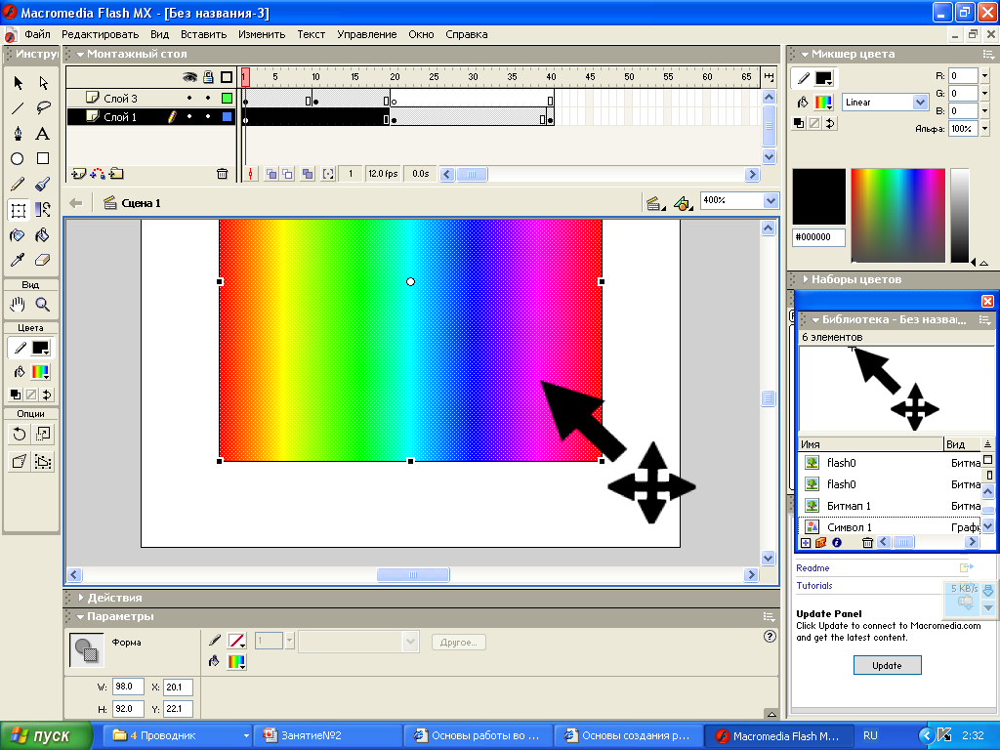 Macromedia Flash MX - [Без названия-3]
Файл Редактировать Вид Вставить Изменить Текст Управление Окно Справка
Инстру
Монтажный стол
Микшер цвета
1 5 10 15 20 25 30 35 40 45 50 55 60 65
R: 0
Слой 3
Linear
G: 0
Слой 1
B: 0
Альфа: 100%
1 12.0 fps 0.0s
Сцена 1
400%
#000000
Вид
Наборы цветов
Цвета
Библиотека - Без назва...
6 элементов
Опции
Имя Вид
flash0 Битма
flash0 Битма
Битмап 1 Битма
Символ 1 Графи
Readme
Tutorials
5 KB/s
Действия
Параметры
Update Panel
Click Update to connect to Macromedia.com
and get the latest content.
Форма
1
Другое...
Update
W: 98.0 X: 20.1
H: 92.0 Y: 22.1
пуск
4 Проводник
Занятие№2
Основы работы во ...
Основы создания р...
Macromedia Flash M...
RU
2:32